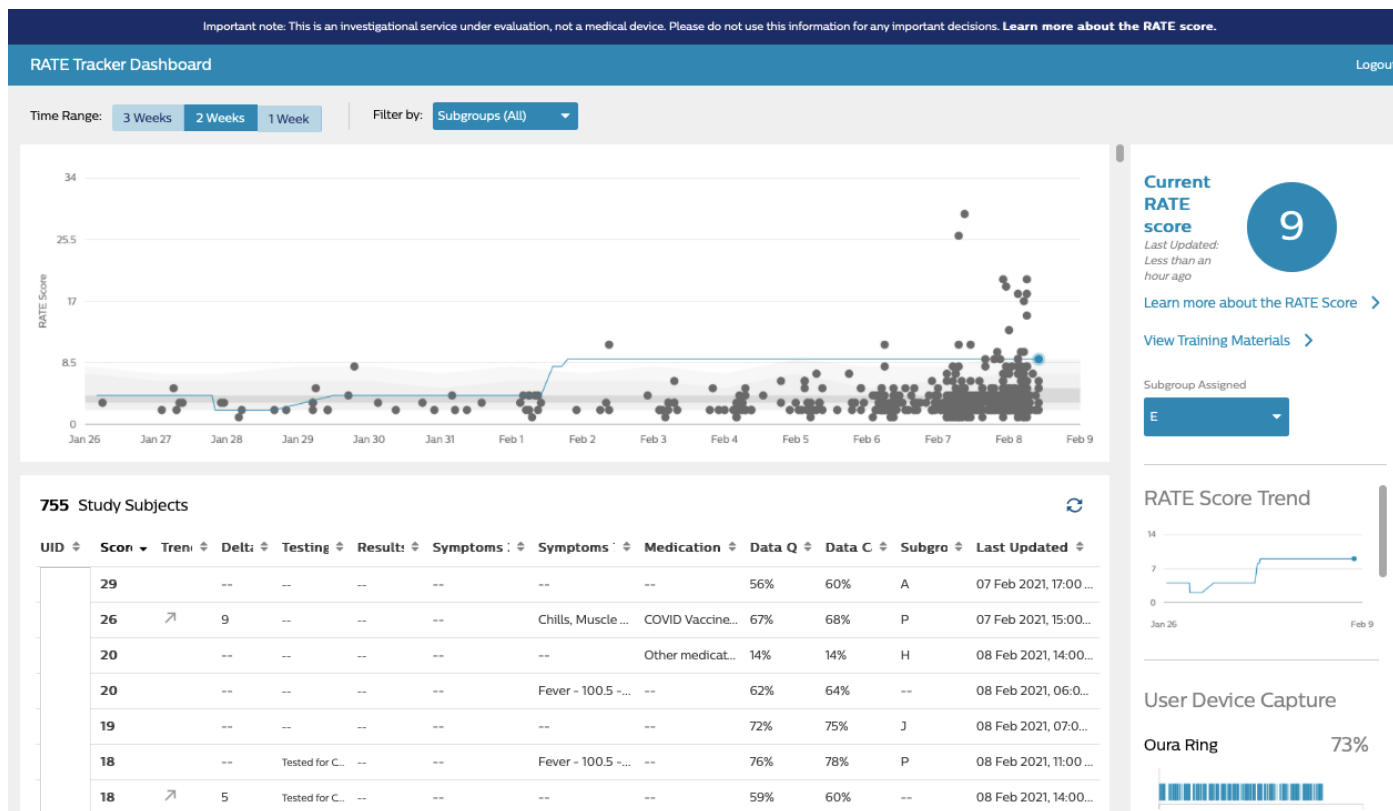 Important note: This is an investigational service under evaluation, not a medical device. Please do not use this information for any important decisions. Learn more about the RATE score.
RATE Tracker Dashboard
Logout
Time Range:
3 Weeks
2 Weeks
1 Week
Filter by:
Subgroups (All)
RATE Score
34
25.5
17
8.5
0
Jan 26 Jan 27 Jan 28 Jan 29 Jan 30 Jan 31 Feb 1 Feb 2 Feb 3 Feb 4 Feb 5 Feb 6 Feb 7 Feb 8 Feb 9
755 Study Subjects
UID Score Tren Delta Testing Results Symptoms Symptoms Medication Data Q Data C Subgro Last Updated
29 -- -- -- -- -- -- 56% 60% A 07 Feb 2021, 17:00 ...
26 9 -- -- -- Chills, Muscle ... COVID Vaccine... 67% 68% P 07 Feb 2021, 15:00...
20 -- -- -- -- -- Other medicat... 14% 14% H 08 Feb 2021, 14:00...
20 -- -- -- -- Fever - 100.5 -... -- 62% 64% -- 08 Feb 2021, 06:0...
19 -- -- -- -- -- -- 72% 75% J 08 Feb 2021, 07:0...
18 -- Tested for C... -- -- Fever - 100.5 -... -- 76% 78% P 08 Feb 2021, 11:00 ...
18 5 Tested for C... -- -- -- -- 59% 60% -- 08 Feb 2021, 14:00...
Current
RATE
score
9
Last Updated:
Less than an
hour ago
Learn more about the RATE Score
View Training Materials
Subgroup Assigned
E
RATE Score Trend
14
7
0
Jan 26 Feb 9
User Device Capture
Oura Ring 73%